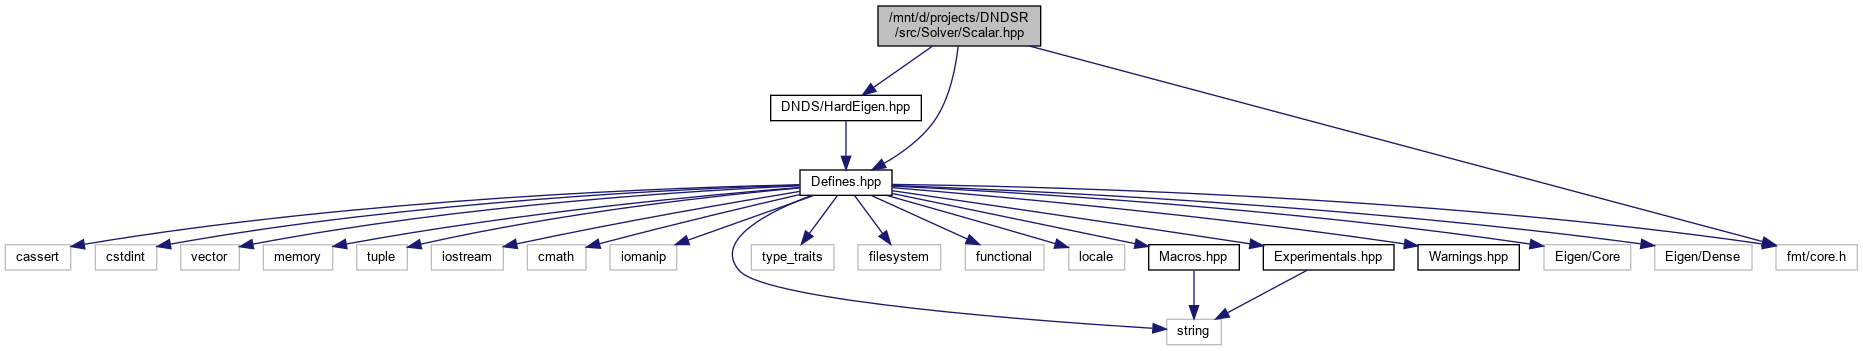 /mnt/d/projects/DNDSR
/src/Solver/Scalar.hpp
DNDS/HardEigen.hpp
Defines.hpp
cassert
cstdint
vector
memory
tuple
iostream
cmath
iomanip
type_traits
filesystem
functional
locale
Macros.hpp
Experimentals.hpp
Warnings.hpp
Eigen/Core
Eigen/Dense
fmt/core.h
string